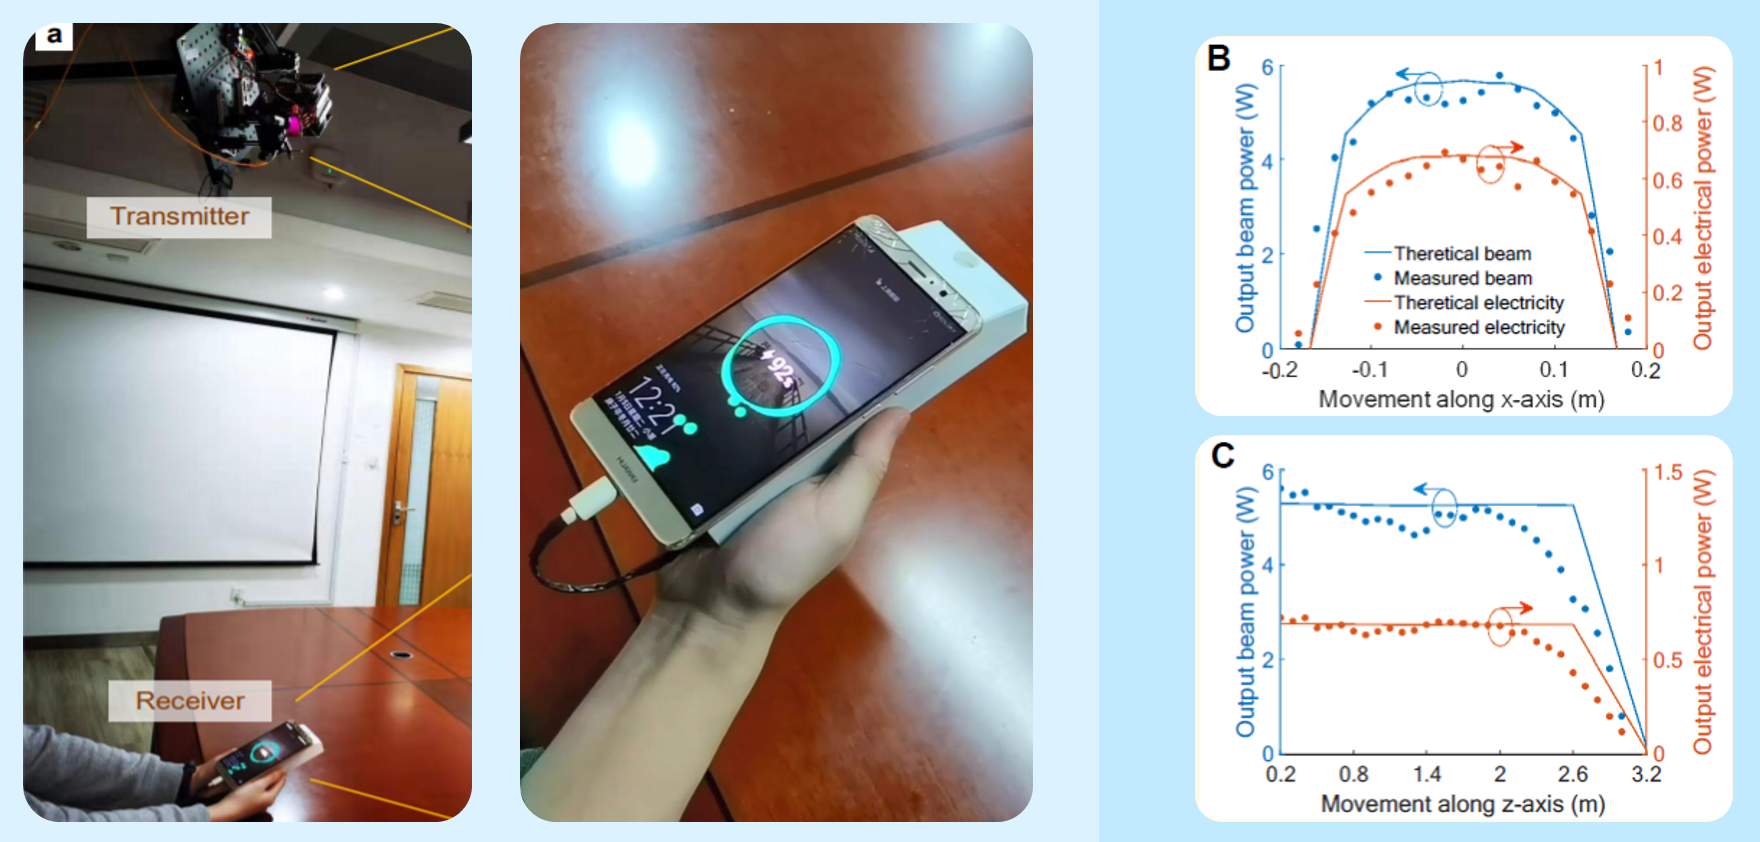 a
Transmitter
Receiver
92%
12:21
HUAWEI
B
Output beam power (W)
6
4
2
0
1
0.8
0.6
0.4
0.2
0
Output electrical power (W)
Theretical beam
Measured beam
Theretical electricity
Measured electricity
-0.2
-0.1
0
0.1
0.2
Movement along x-axis (m)
C
Output beam power (W)
6
4
2
0
1.5
1
0.5
0
Output electrical power (W)
0.2
0.8
1.4
2
2.6
3.2
Movement along z-axis (m)